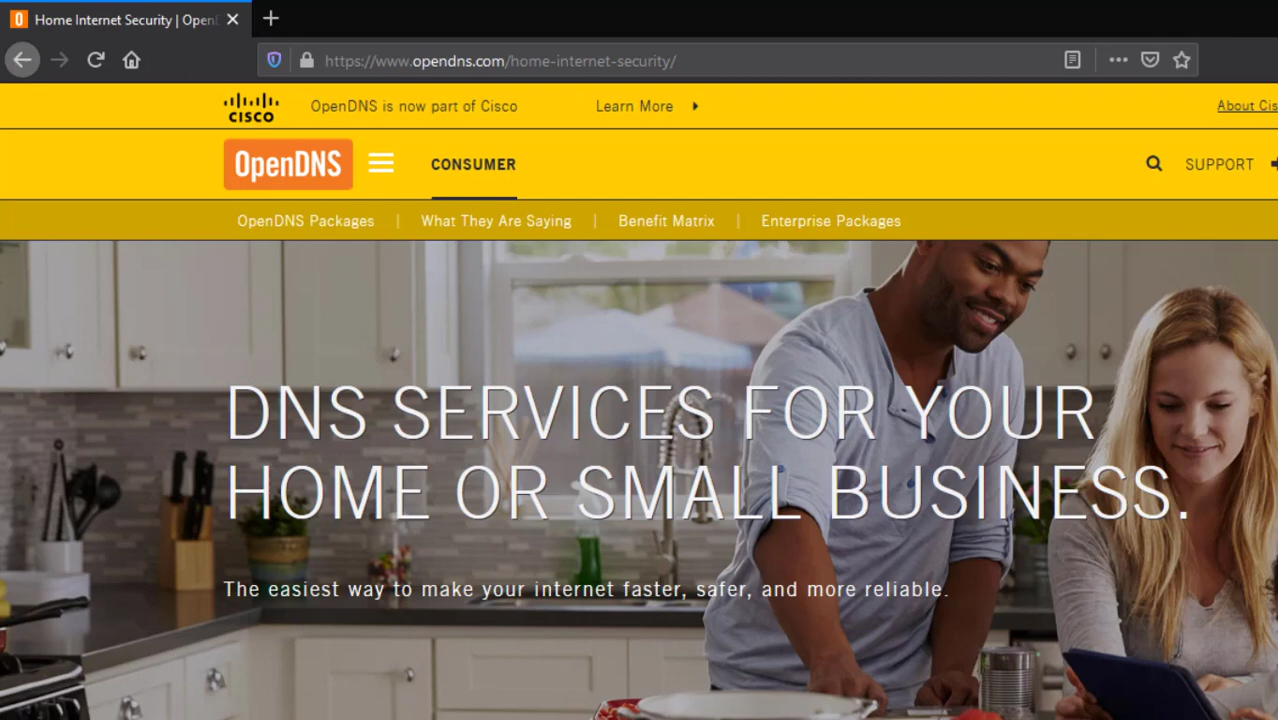 Home Internet Security | Open
https://www.opendns.com/home-internet-security/
CISCO
OpenDNS is now part of Cisco
Learn More
About Cis
OpenDNS
CONSUMER
SUPPORT
OpenDNS Packages | What They Are Saying | Benefit Matrix | Enterprise Packages
DNS SERVICES FOR YOUR
HOME OR SMALL BUSINESS.
The easiest way to make your internet faster, safer, and more reliable.